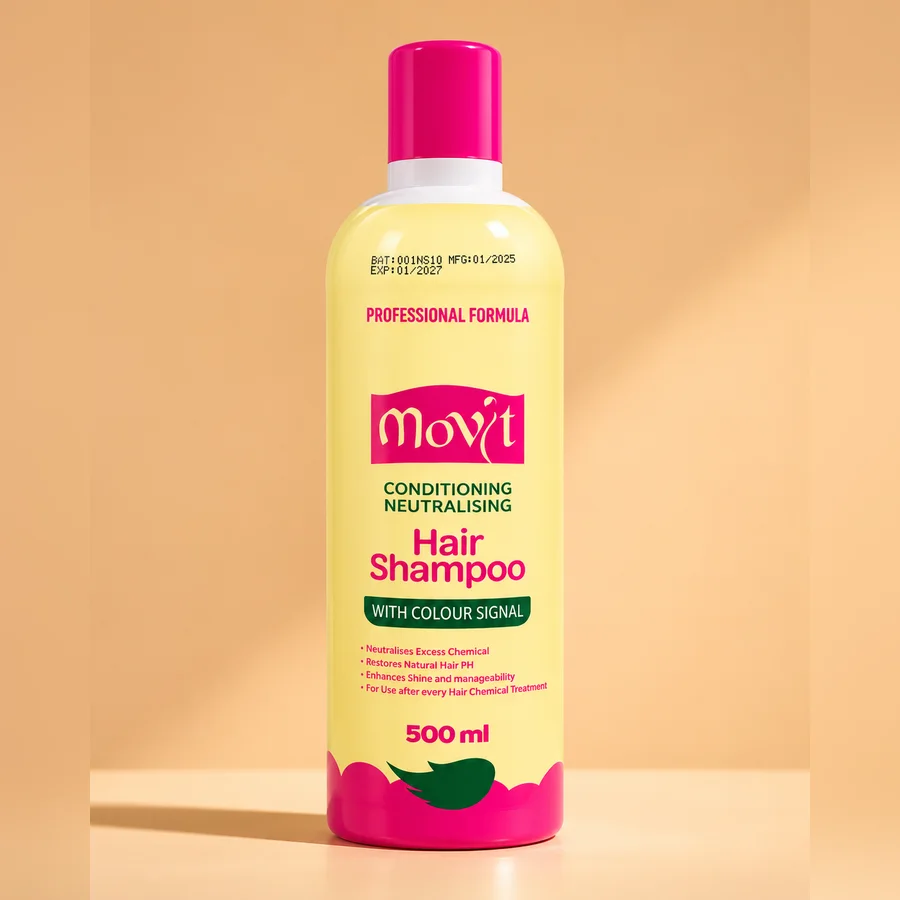 BAT:001NS10 MFG:01/2025
EXP:01/2027
PROFESSIONAL FORMULA
Movit
CONDITIONING
NEUTRALISING
Hair
Shampoo
WITH COLOUR SIGNAL
• Neutralises Excess Chemical
• Restores Natural Hair PH
• Enhances Shine and manageability
• For Use after every Hair Chemical Treatment
500 ml